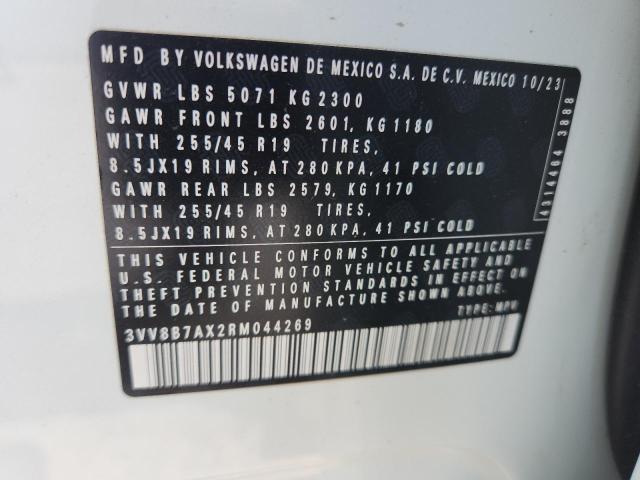 MFD BY VOLKSWAGEN DE MEXICO S.A. DE C.V. MEXICO 10/23
GVWR LBS 5071 KG 2300
GAWR FRONT LBS 2601, KG 1180
WITH 255/45 R19 TIRES,
8.5JX19 RIMS, AT 280 KPA, 41 PSI COLD
GAWR REAR LBS 2579, KG 1170
WITH 255/45 R19 TIRES,
8.5JX19 RIMS, AT 280 KPA, 41 PSI COLD
THIS VEHICLE CONFORMS TO ALL APPLICABLE
U.S. FEDERAL MOTOR VEHICLE SAFETY AND
THEFT PREVENTION STANDARDS IN EFFECT ON
THE DATE OF MANUFACTURE SHOWN ABOVE.
3VV8B7AX2RM044269 TYPE: MPV
4314464 3888